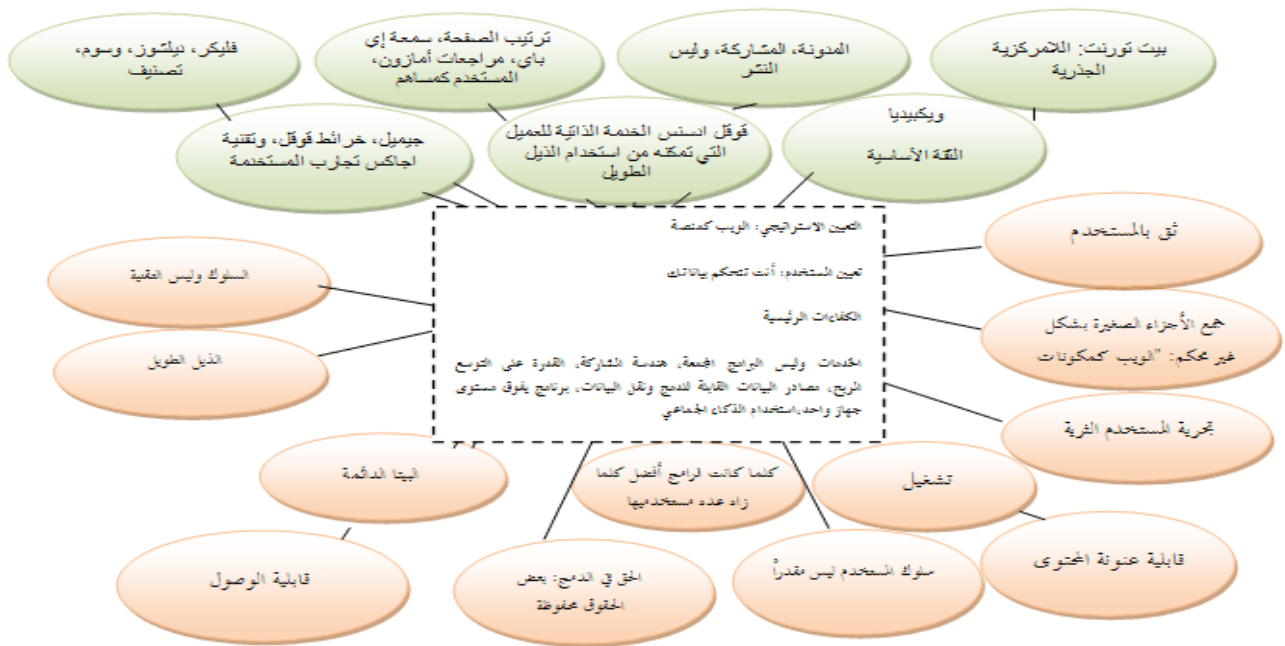 بيت تورنت: اللامركزية
الجذرية
المدونة، المشاركة، وليس
النشر
ترتيب الصفحة، سمعة إي
باي، مراجعات أمازون،
المستخدم كمساهم
فليكر، ديلشوز، وسوم،
تصنيف
ويكبيديا
الثقة الأساسية
قوقل ادسنس الخدمة الذاتية للعميل
التي تمكنه من استخدام الذيل
الطويل
جيميل، خرائط قوقل، وتقنية
اجاكس تجارب المستخدمة
التعيين الاستراتيجي: الويب كمنصة
تعيين المستخدم: أنت تتحكم بياناتك
الكفاءات الرئيسية
الخدمات وليس البرامج المجمعة، هندسة المشاركة، القدرة على التوسع
المربح، مصادر البيانات القابلة للدمج ونقل البيانات، برنامج يفوق مستوى
جهاز واحد،استخدام الذكاء الجماعي
ثق بالمستخدم
جمع الأجزاء الصغيرة بشكل
غير محكم: "الويب كمكونات
تجربة المستخدم الثرية
تشغيل
قابلية عنونة المحتوى
سلوك المستخدم ليس مقدراً
كلما كانت البرامج أفضل كلما
زاد عدد مستخدميها
الحق في الدمج: بعض
الحقوق محفوظة
السلوك وليس التقنية
الذيل الطويل
البيتا الدائمة
قابلية الوصول